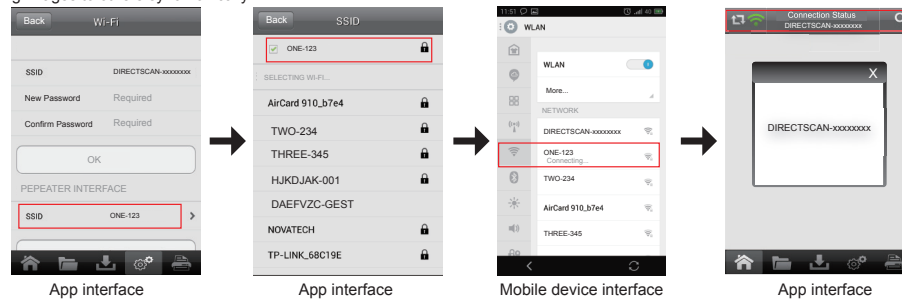 Back Wi-Fi
SSID DIRECTSCAN-xxxxxxxx
New Password Required
Confirm Password Required
OK
PEPEATER INTERFACE
SSID ONE-123
App interface
Back SSID
ONE-123
SELECTING WI-FI...
AirCard 910_b7e4
TWO-234
THREE-345
HJKDJAK-001
DAEFVZC-GEST
NOVATECH
TP-LINK_68C19E
App interface
11:51 4G
WLAN
WLAN
More...
NETWORK
DIRECTSCAN-xxxxxxxx
ONE-123
Connecting...
TWO-234
AirCard 910_b7e4
THREE-345
Mobile device interface
Connection Status
DIRECTSCAN-xxxxxxxx
X
DIRECTSCAN-xxxxxxxx
App interface